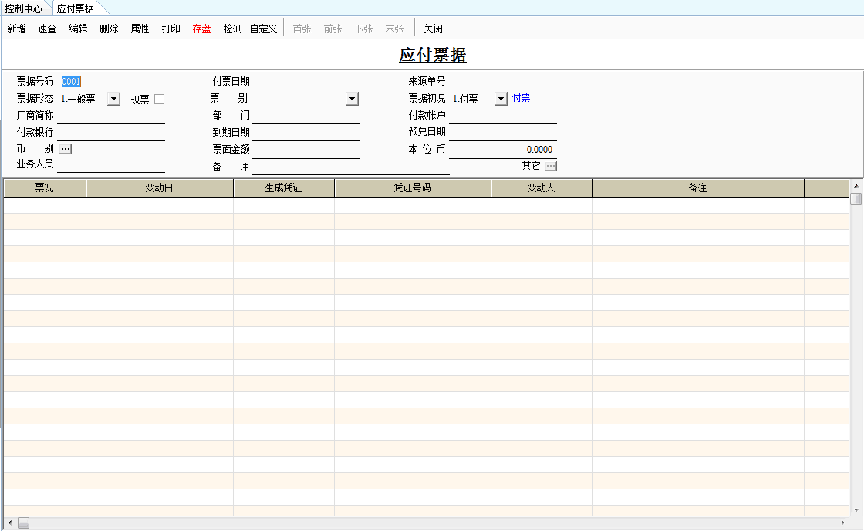 控制中心 应付票据
新增 速查 编辑 删除 属性 打印 存盘 检测 自定义 首张 前张 下张 末张 关闭
应付票据
票据号码 0001 付票日期 来源单号
票据形态 1.一般票 税票 票 别 票据初况 1.付票 付票
厂商简称 部 门 付款帐户
付款银行 到期日期 预兑日期
币 别 ... 票面金额 本 位 币 0.0000
业务人员 备 注 其它 ...
票况 变动日 生成凭证 凭证号码 变动人 备注